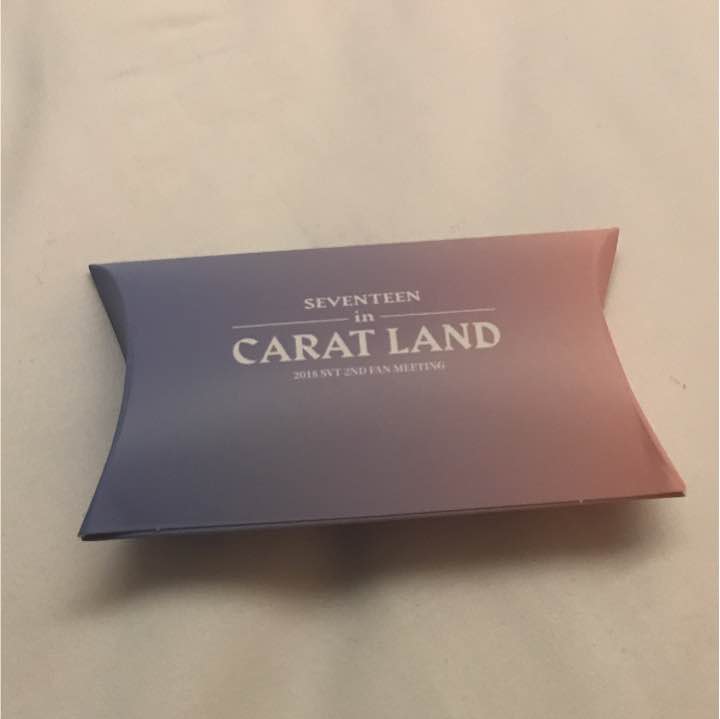 SEVENTEEN
in
CARAT LAND
2018 SVT 2ND FAN MEETING